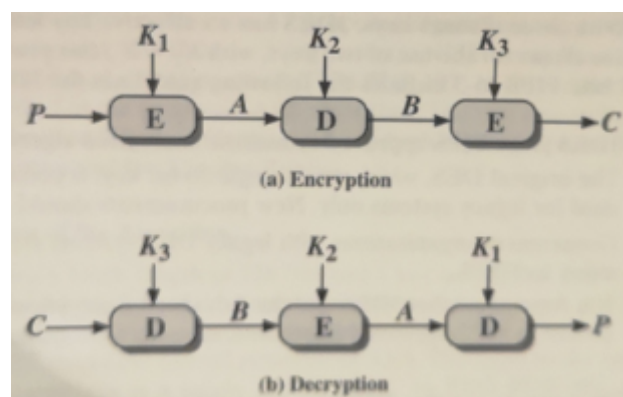 K1 K2 K3
P E A D B E C
(a) Encryption
K3 K2 K1
C D B E A D P
(b) Decryption